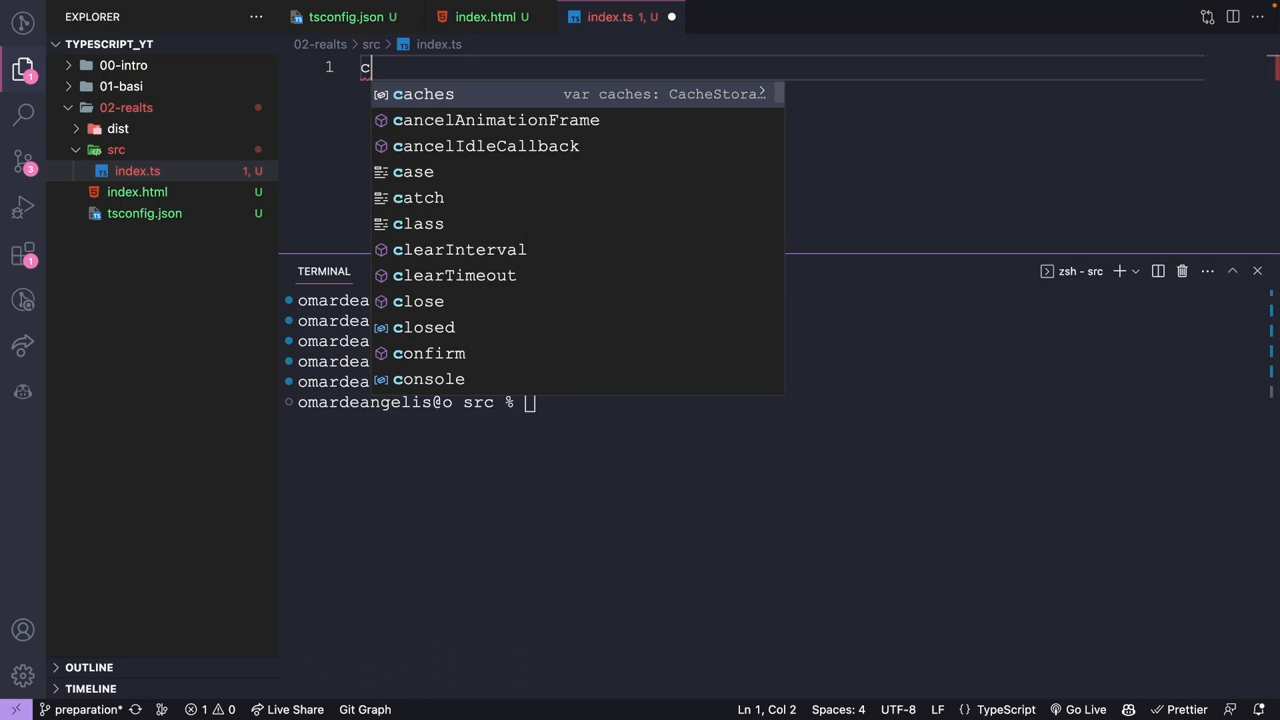 EXPLORER
tsconfig.json U
index.html U
index.ts 1, U
TYPESCRIPT_YT
02-realts > src > index.ts
00-intro
1
c
01-basi
caches var caches: CacheStora…
02-realts
cancelAnimationFrame
dist
cancelIdleCallback
src
case
index.ts 1, U
catch
index.html U
class
tsconfig.json U
clearInterval
clearTimeout
close
closed
confirm
console
TERMINAL
zsh - src
omardea
omardea
omardea
omardea
omardea
omardeangelis@o src %
1
3
1
OUTLINE
TIMELINE
preparation* 1 0 Live Share Git Graph Ln 1, Col 2 Spaces: 4 UTF-8 LF {} TypeScript Go Live Prettier